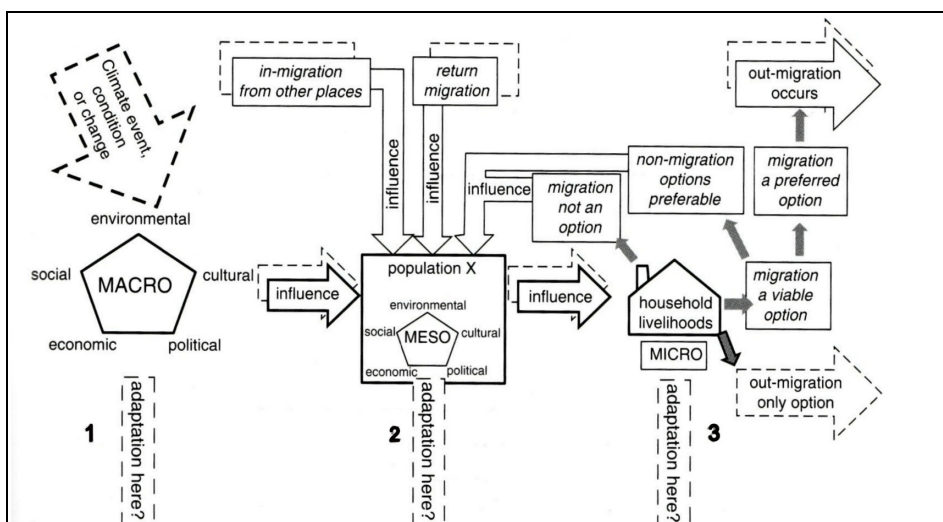 Climate event,
condition
or change
in-migration
from other places
return
migration
out-migration
occurs
influence
influence
influence
migration
not an option
non-migration
options
preferable
migration
a preferred
option
environmental
social
MACRO
cultural
economic
political
influence
population X
environmental
social
MESO
cultural
economic
political
influence
household
livelihoods
MICRO
migration
a viable
option
out-migration
only option
1
adaptation here?
2
adaptation here?
3
adaptation here?